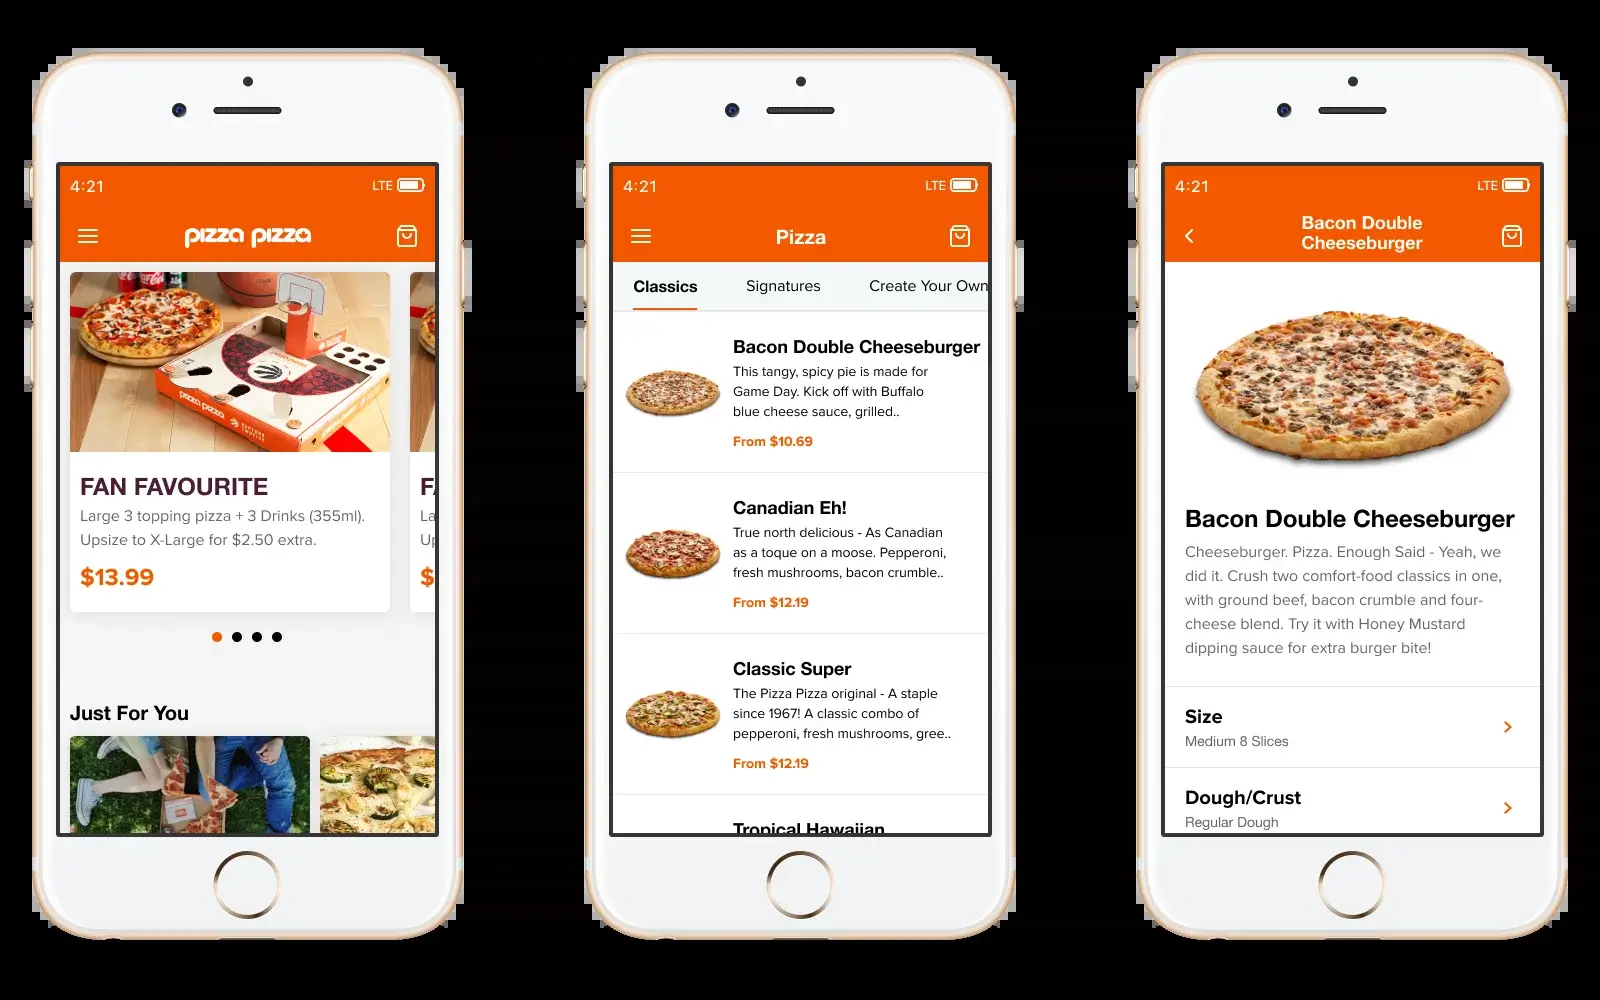 4:21
LTE
pizza pizza
pizza pizza
FAN FAVOURITE
Large 3 topping pizza + 3 Drinks (355ml).
Upsize to X-Large for $2.50 extra.
$13.99
F
La
Up
$
Just For You
4:21
LTE
Pizza
Classics
Signatures
Create Your Own
Bacon Double Cheeseburger
This tangy, spicy pie is made for
Game Day. Kick off with Buffalo
blue cheese sauce, grilled..
From $10.69
Canadian Eh!
True north delicious - As Canadian
as a toque on a moose. Pepperoni,
fresh mushrooms, bacon crumble..
From $12.19
Classic Super
The Pizza Pizza original - A staple
since 1967! A classic combo of
pepperoni, fresh mushrooms, gree..
From $12.19
Tropical Hawaiian
4:21
LTE
Bacon Double
Cheeseburger
Bacon Double Cheeseburger
Cheeseburger. Pizza. Enough Said - Yeah, we
did it. Crush two comfort-food classics in one,
with ground beef, bacon crumble and four-
cheese blend. Try it with Honey Mustard
dipping sauce for extra burger bite!
Size
Medium 8 Slices
Dough/Crust
Regular Dough